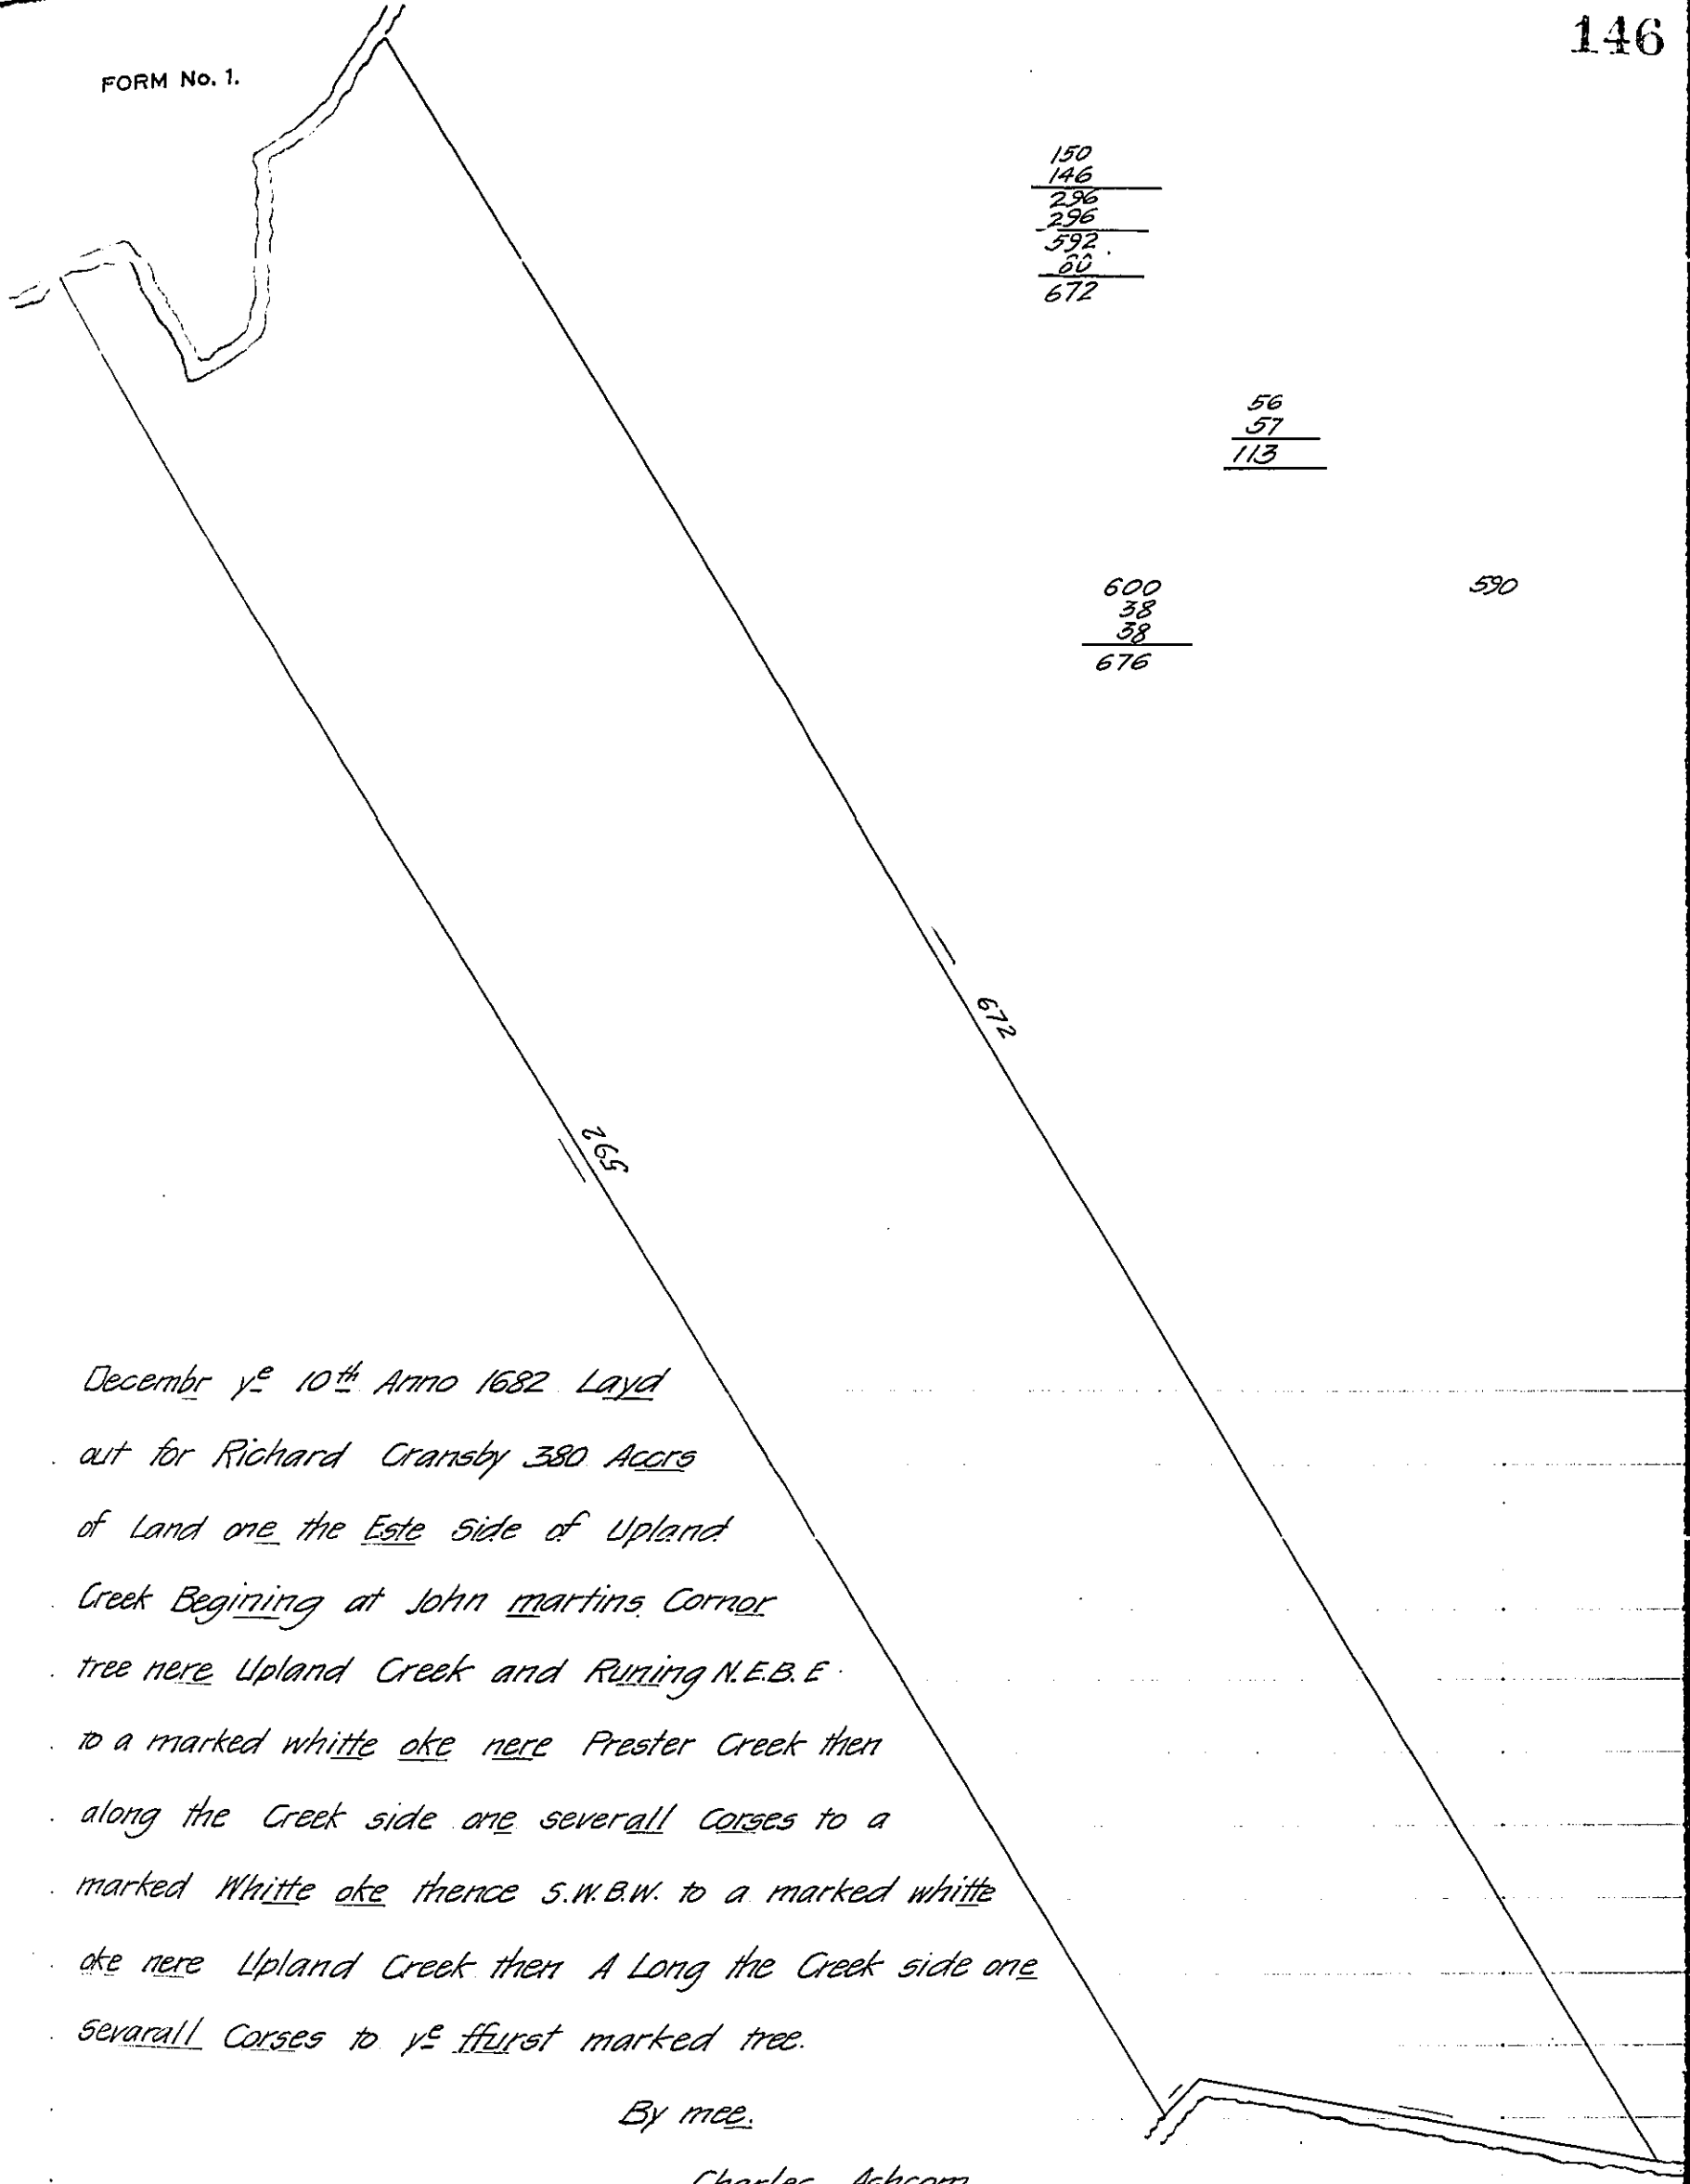 146
FORM No. 1.
150
146
296
296
592
80
672
56
57
113
600
38
38
676
590
672
592
Decembr yᵉ 10ᵗʰ Anno 1682 Layd
out for Richard Cransby 380 Accrs
of Land one the Este Side of Upland
Creek Begining at John martins Cornor
tree nere Upland Creek and Runing N.E.B.E.
to a marked whitte oke nere Prester Creek then
along the Creek side one severall Corses to a
marked Whitte oke thence S.W.B.W. to a marked whitte
oke nere Upland Creek then A Long the Creek side one
Sevarall Corses to yᵉ ffurst marked tree.
By mee.
Charles Ashcom